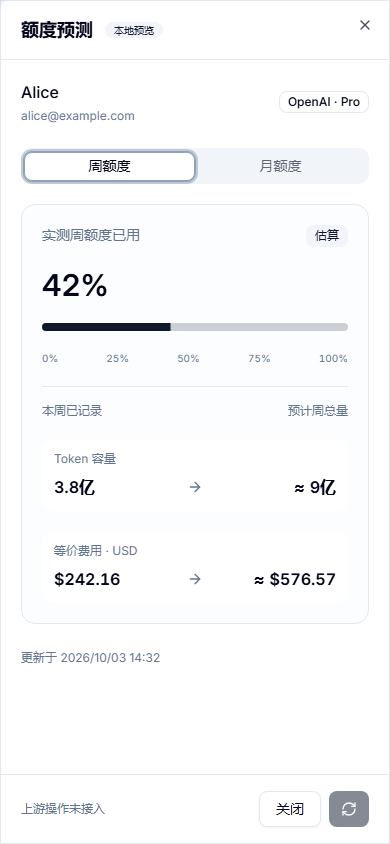 额度预测 本地预览
Alice
alice@example.com
OpenAI · Pro
周额度 月额度
实测周额度已用 估算
42%
0% 25% 50% 75% 100%
本周已记录 预计周总量
Token 容量
3.8亿 → ≈ 9亿
等价费用 · USD
$242.16 → ≈ $576.57
更新于 2026/10/03 14:32
上游操作未接入 关闭